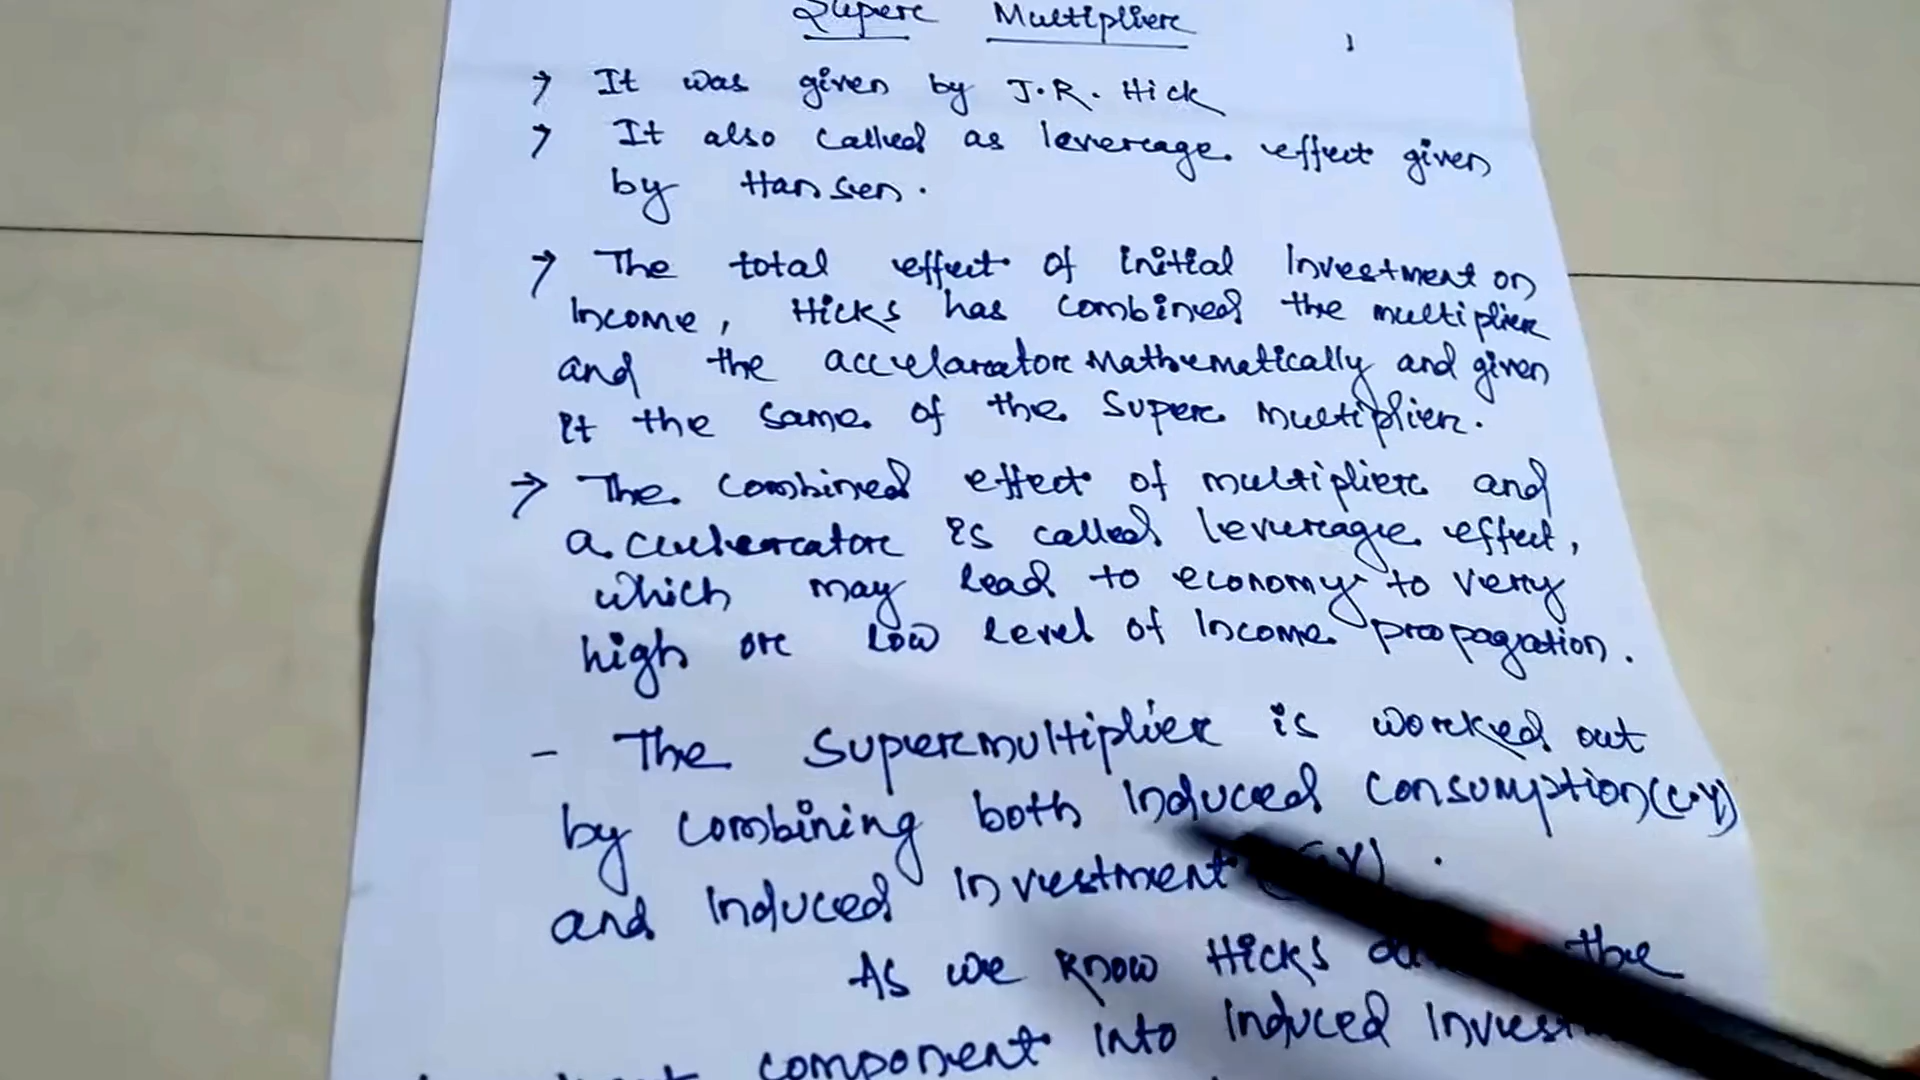 Super Multiplier
→ It was given by J.R. Hick
→ It also called as leverage effect given
by Hansen.
→ The total effect of initial Investment on
Income, Hicks has combined the multiplier
and the accelarator Mathematically and given
it the same of the Super multiplier.
→ The combined effect of multiplier and
accelerator is called leverage effect,
which may lead to economy to very
high or low level of Income propagation.
- The Supermultiplier is worked out
by combining both Induced Consumption(C.Y)
and Induced Investment
As we know Hicks the
component into Induced